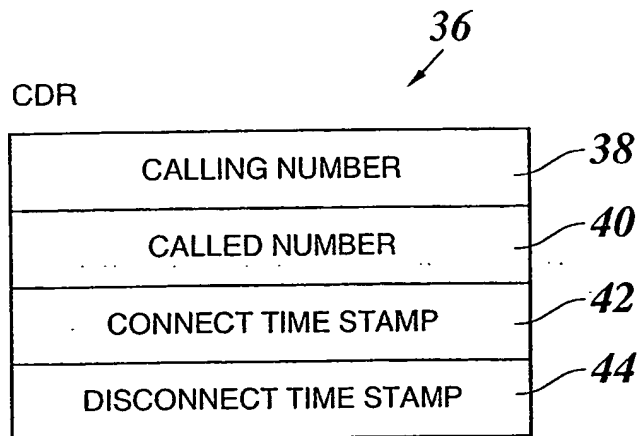 36
CDR
CALLING NUMBER 38
CALLED NUMBER 40
CONNECT TIME STAMP 42
DISCONNECT TIME STAMP 44